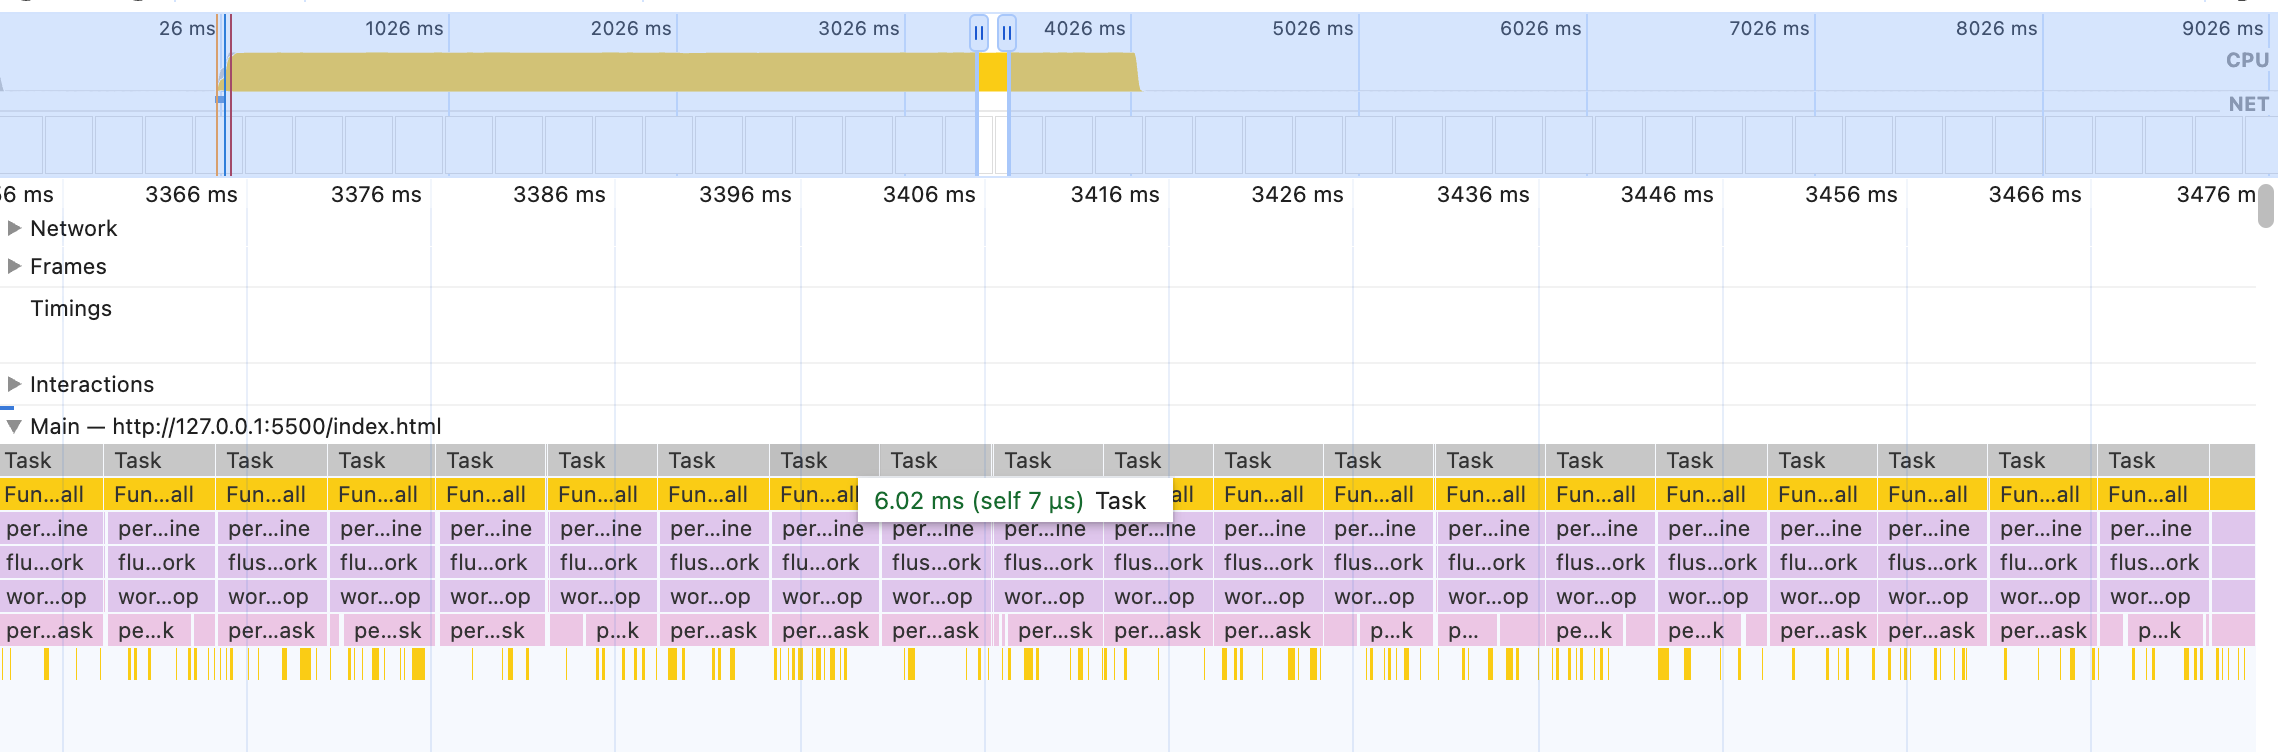 26 ms 1026 ms 2026 ms 3026 ms 4026 ms 5026 ms 6026 ms 7026 ms 8026 ms 9026 ms
CPU
NET
56 ms 3366 ms 3376 ms 3386 ms 3396 ms 3406 ms 3416 ms 3426 ms 3436 ms 3446 ms 3456 ms 3466 ms 3476 m
Network
Frames
Timings
Interactions
Main — http://127.0.0.1:5500/index.html
Task Task Task Task Task Task Task Task Task Task Task Task Task Task Task Task Task Task Task Task
Fun...all Fun...all Fun...all Fun...all Fun...all Fun...all Fun...all Fun...all all Fun...all Fun...all Fun...all Fun...all Fun...all Fun...all Fun...all Fun...all Fun...all
6.02 ms (self 7 μs) Task
per...ine per...ine per...ine per...ine per...ine per...ine per...ine per...ine per...ine per...ine per...ine per...ine per...ine per...ine per...ine per...ine per...ine per...ine per...ine per...ine
flu...ork flu...ork flus...ork flus...ork flu...ork flu...ork flus...ork flu...ork flus...ork flus...ork flus...ork flus...ork flus...ork flu...ork flus...ork flus...ork flu...ork flus...ork flu...ork flus...ork
wor...op wor...op wor...op wor...op wor...op wor...op wor...op wor...op wor...op wor...op wor...op wor...op wor...op wor...op wor...op wor...op wor...op wor...op wor...op wor...op
per...ask pe...k per...ask pe...sk per...sk p...k per...ask per...ask per...ask per...sk per...ask per...ask p...k p... pe...k pe...k per...ask per...ask per...ask p...k